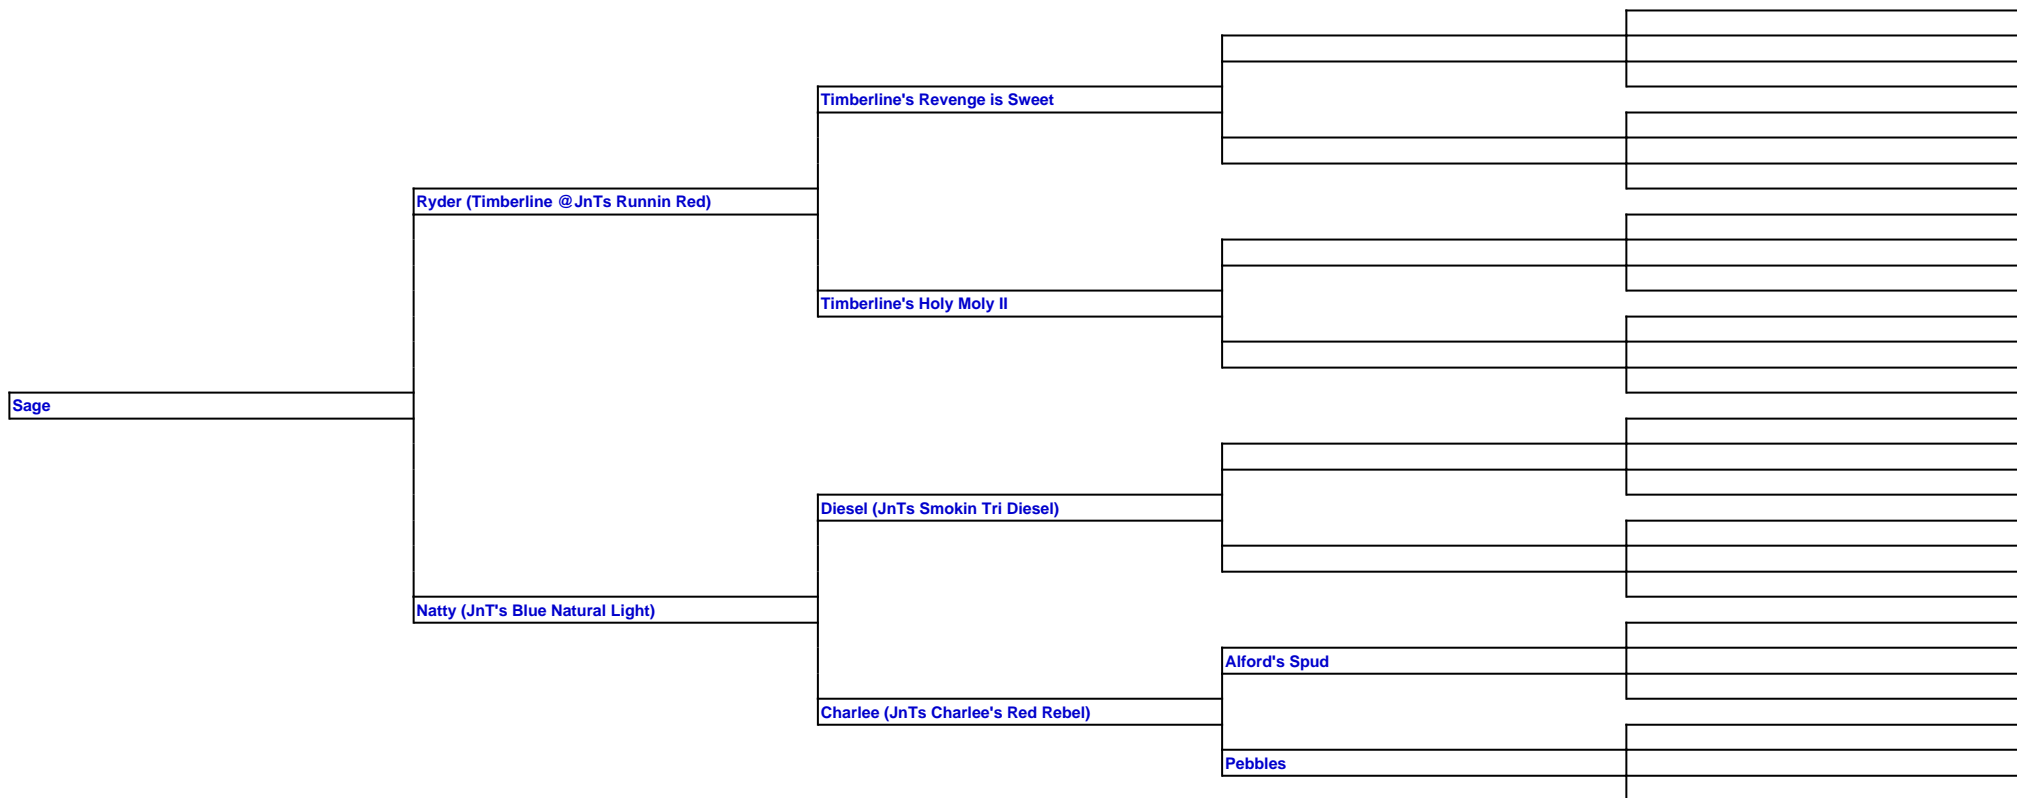 Timberline's Revenge is Sweet
Ryder (Timberline @JnTs Runnin Red)
Timberline's Holy Moly II
Sage
Diesel (JnTs Smokin Tri Diesel)
Natty (JnT's Blue Natural Light)
Alford's Spud
Charlee (JnTs Charlee's Red Rebel)
Pebbles